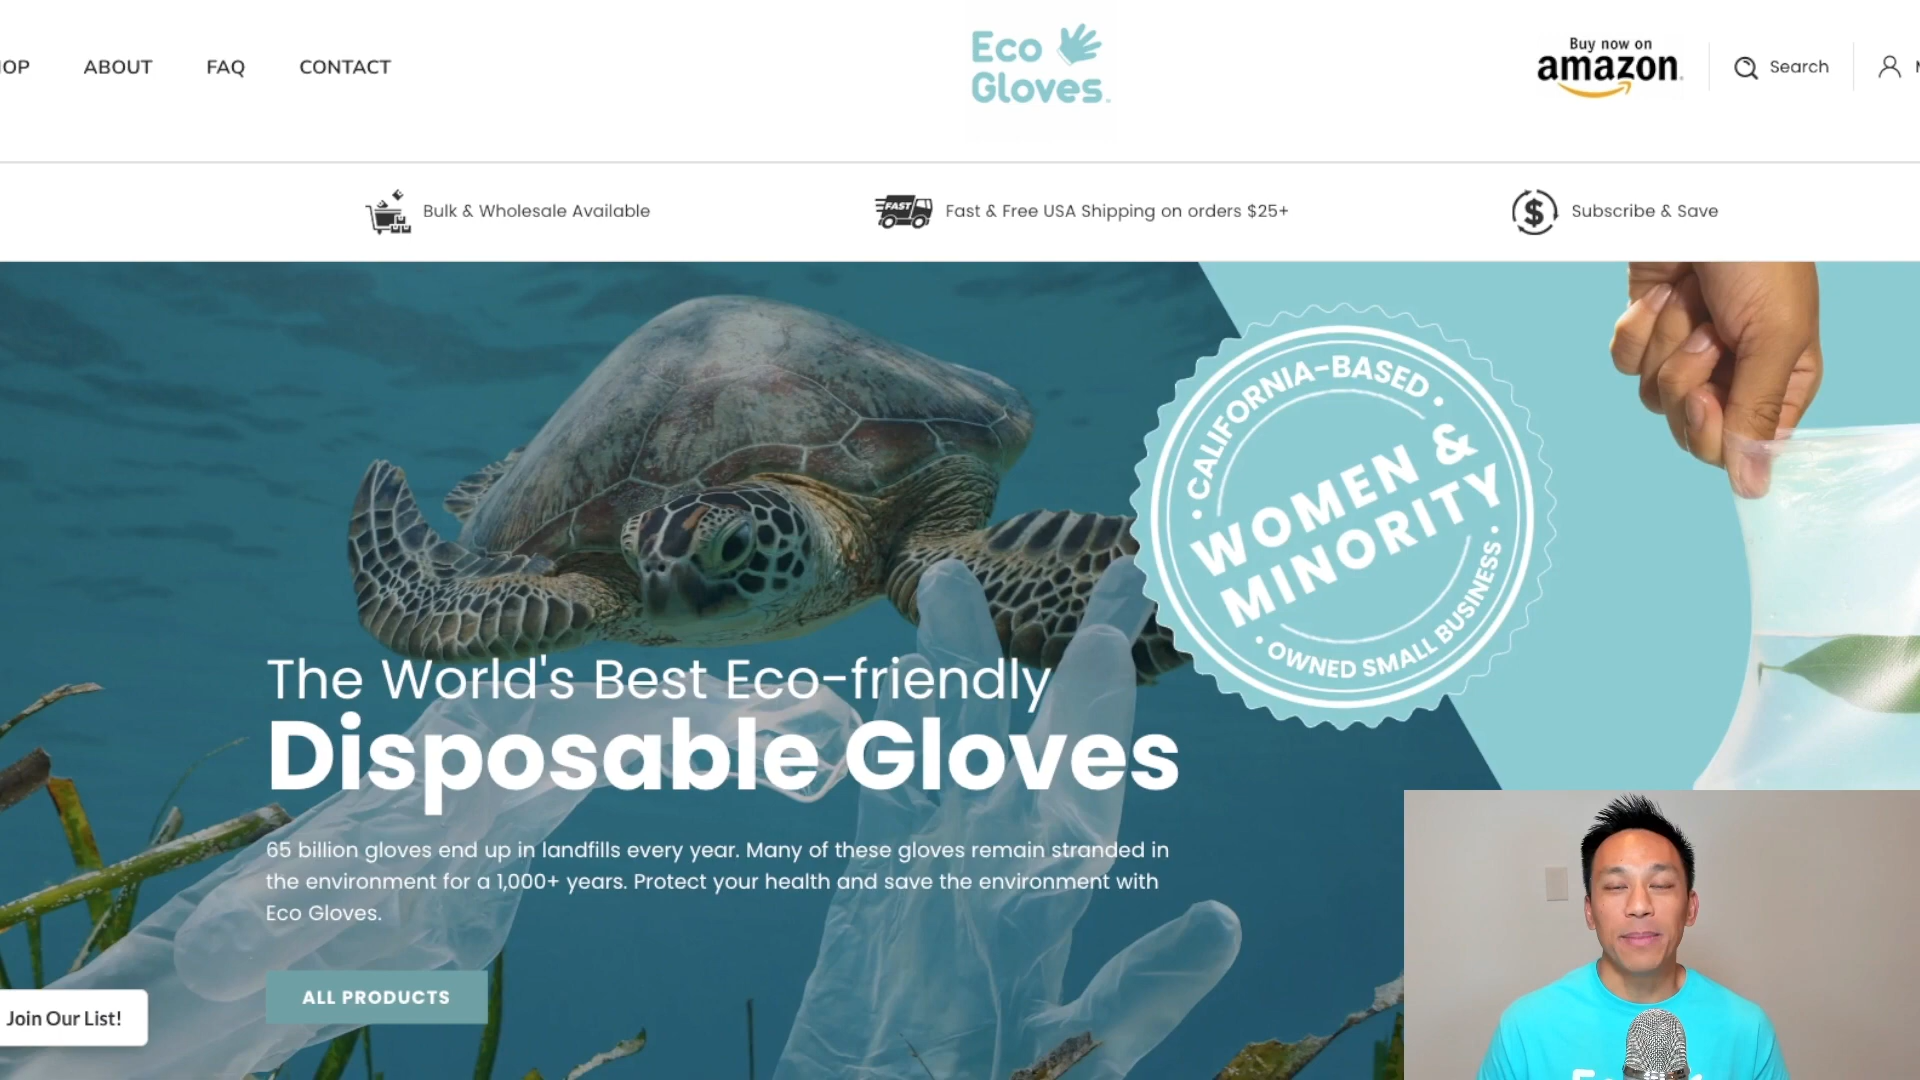 ABOUT
FAQ
CONTACT
Eco
Gloves
Buy now on
amazon
Search
Bulk & Wholesale Available
FAST
Fast & Free USA Shipping on orders $25+
$
Subscribe & Save
• CALIFORNIA-BASED •
WOMEN &
MINORITY
• OWNED SMALL BUSINESS •
The World's Best Eco-friendly
Disposable Gloves
65 billion gloves end up in landfills every year. Many of these gloves remain stranded in
the environment for a 1,000+ years. Protect your health and save the environment with
Eco Gloves.
ALL PRODUCTS
Join Our List!